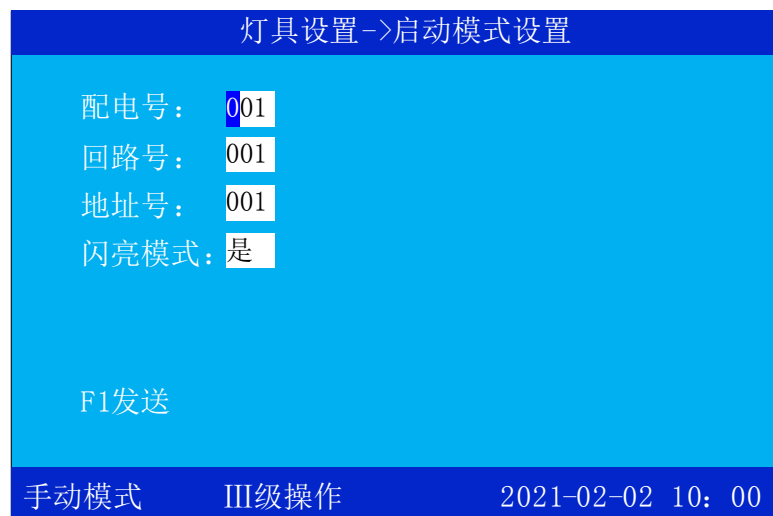 灯具设置->启动模式设置
配电号： 001
回路号： 001
地址号： 001
闪亮模式：是
F1发送
手动模式 III级操作 2021-02-02 10：00